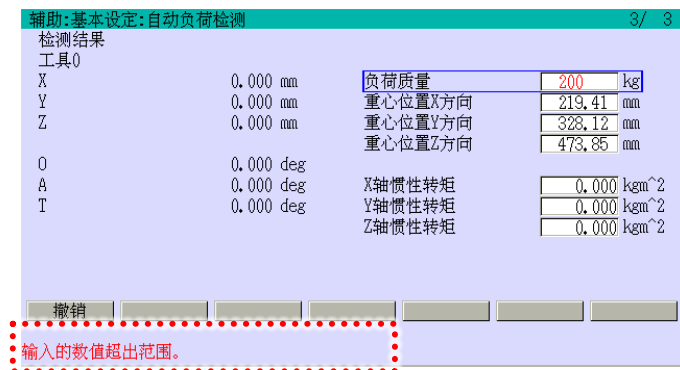 辅助:基本设定:自动负荷检测 3/ 3
检测结果
工具0
X 0.000 mm 负荷质量 200 kg
Y 0.000 mm 重心位置X方向 219.41 mm
Z 0.000 mm 重心位置Y方向 328.12 mm
重心位置Z方向 473.85 mm
O 0.000 deg
A 0.000 deg X轴惯性转矩 0.000 kgm^2
T 0.000 deg Y轴惯性转矩 0.000 kgm^2
Z轴惯性转矩 0.000 kgm^2
撤销
输入的数值超出范围。